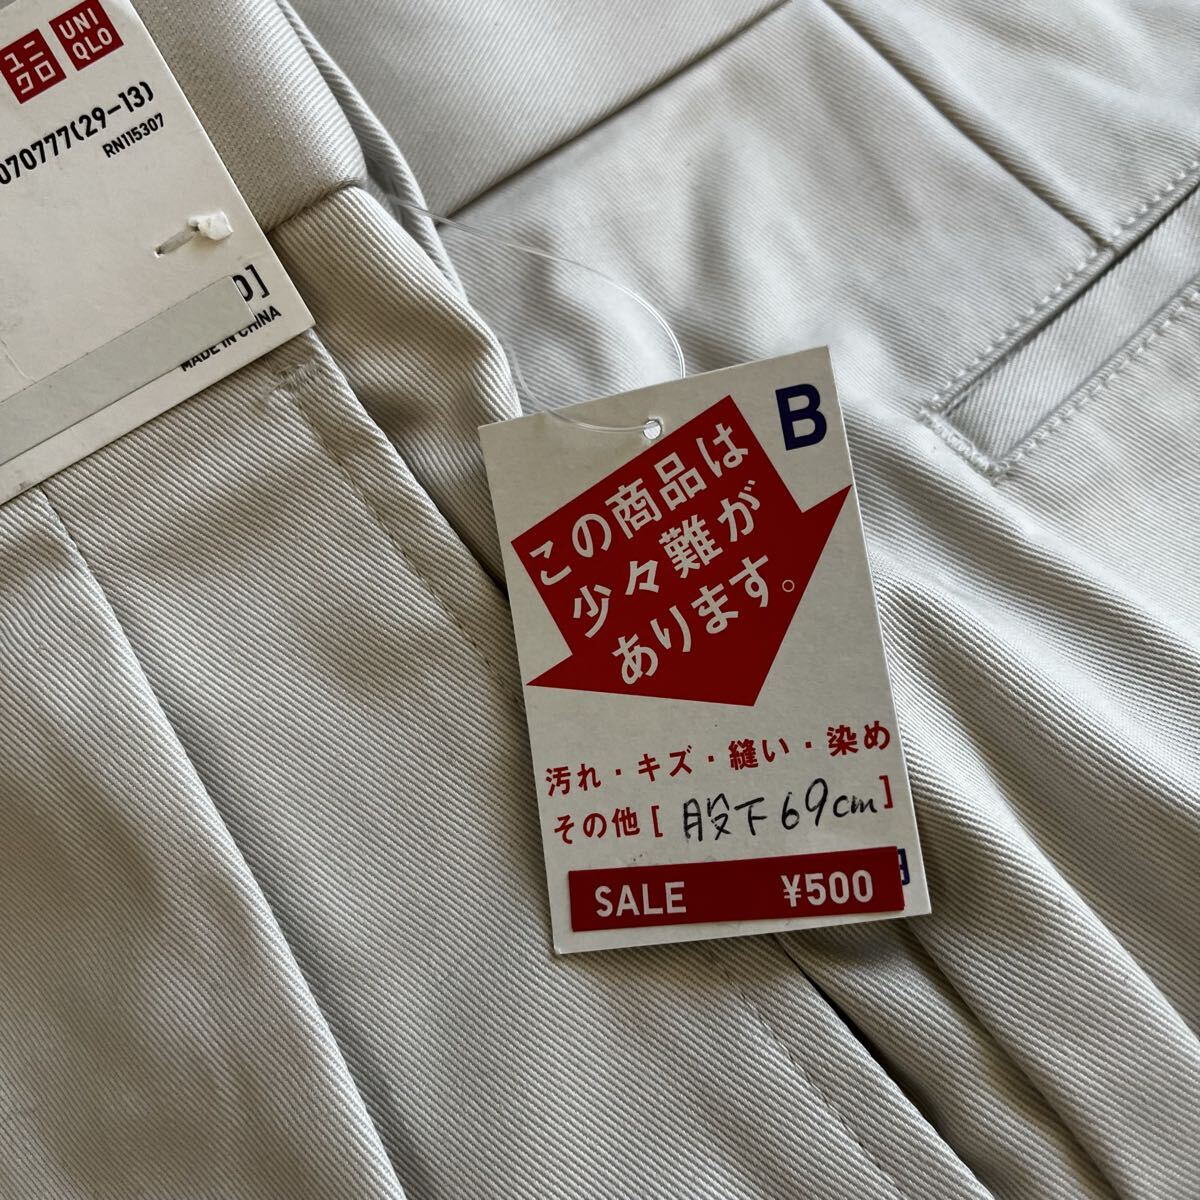 ユニ
クロ
UNI
QLO
070777(29-13)
RN115307
MADE IN CHINA
B
この商品は
少々難が
あります。
汚れ・キズ・縫い・染め
その他[股下69cm]
SALE ¥500